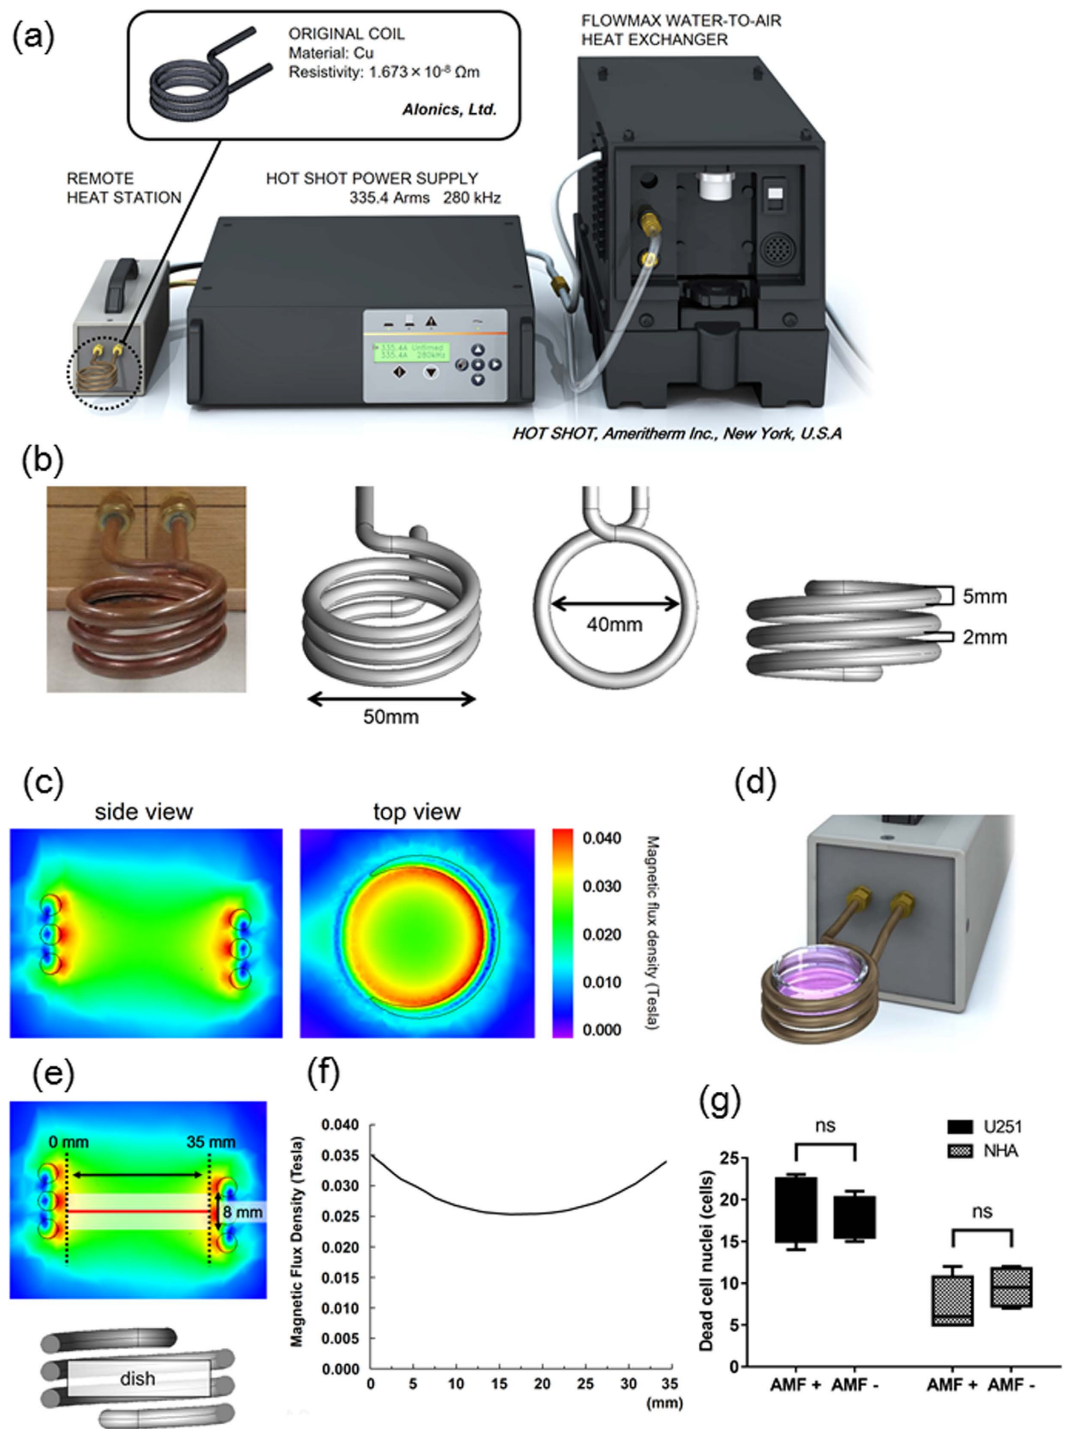 (a)
ORIGINAL COIL
Material: Cu
Resistivity: 1.673×10⁻⁸ Ωm
Alonics, Ltd.
FLOWMAX WATER-TO-AIR
HEAT EXCHANGER
REMOTE
HEAT STATION
HOT SHOT POWER SUPPLY
335.4 Arms 280 kHz
335.4A Untimed
335.4A 280kHz
HOT SHOT, Ameritherm Inc., New York, U.S.A
(b)
50mm
40mm
5mm
2mm
(c)
side view
top view
0.040
0.030
0.020
0.010
0.000
Magnetic flux density (Tesla)
(d)
(e)
0 mm
35 mm
8 mm
dish
(f)
Magnetic Flux Density (Tesla)
0.040
0.035
0.030
0.025
0.020
0.015
0.010
0.005
0.000
0 5 10 15 20 25 30 35
(mm)
(g)
U251
NHA
ns
ns
Dead cell nuclei (cells)
25
20
15
10
5
0
AMF + AMF - AMF + AMF -